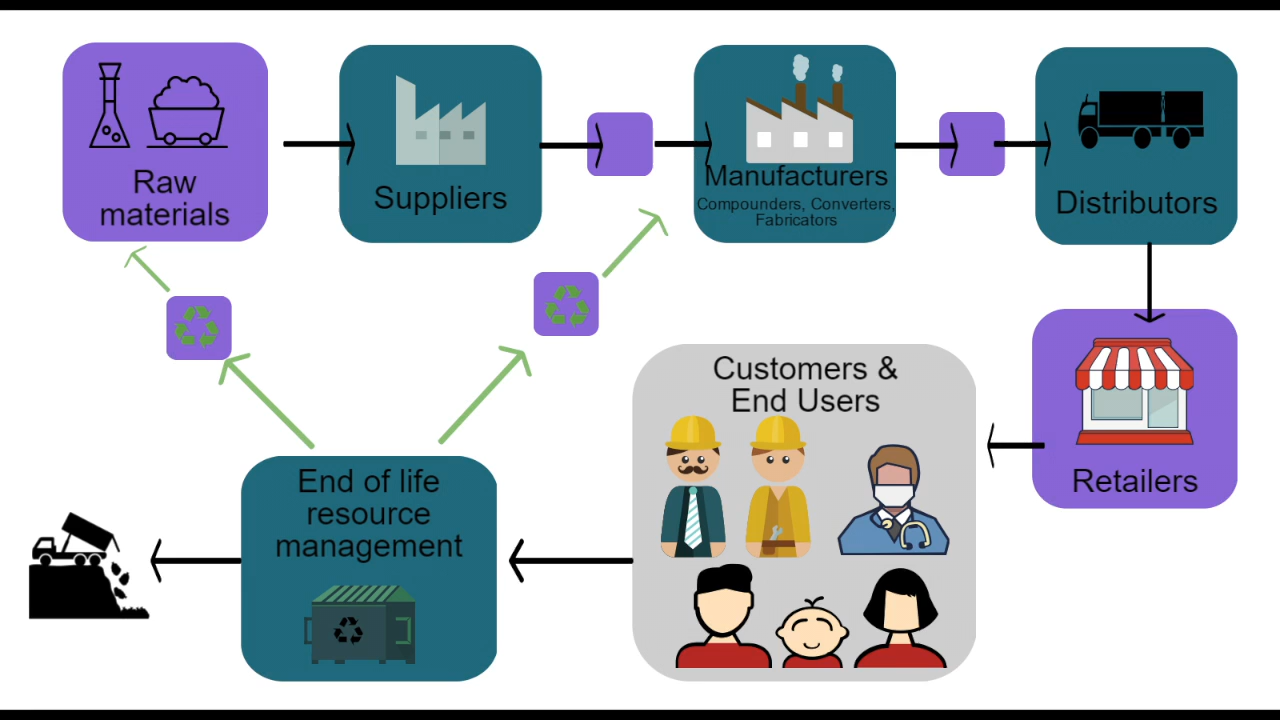 Raw
materials
Suppliers
Manufacturers
Compounders, Converters,
Fabricators
Distributors
Retailers
Customers &
End Users
End of life
resource
management